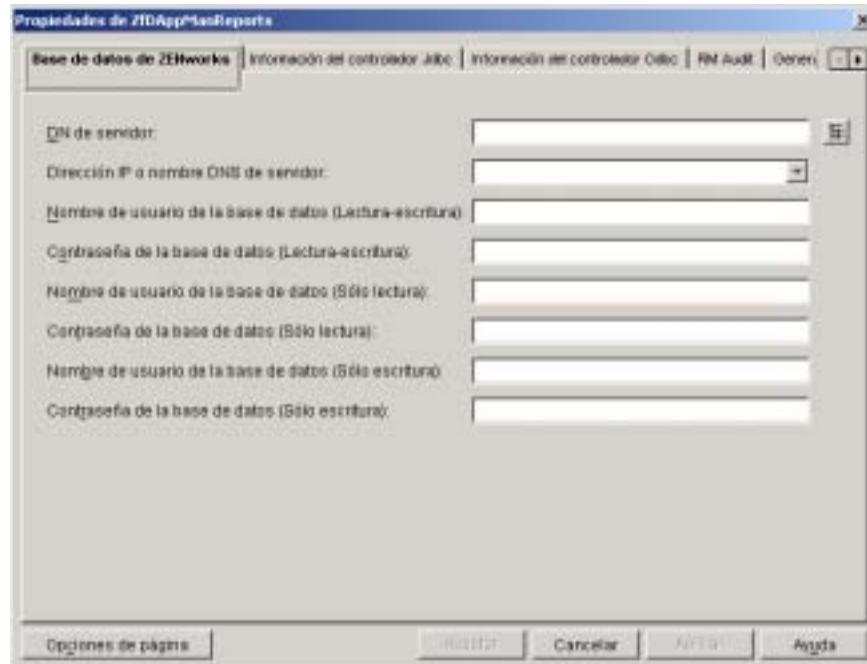 Propiedades de ZfDAppManReports
Base de datos de ZENworks
Información del controlador Jdbc
Información del controlador Odbc
RM Audit
Gener
DN de servidor:
Dirección IP o nombre DNS de servidor:
Nombre de usuario de la base de datos (Lectura-escritura):
Contraseña de la base de datos (Lectura-escritura):
Nombre de usuario de la base de datos (Sólo lectura):
Contraseña de la base de datos (Sólo lectura):
Nombre de usuario de la base de datos (Sólo escritura):
Contraseña de la base de datos (Sólo escritura):
Opciones de página
Cancelar
Ayuda